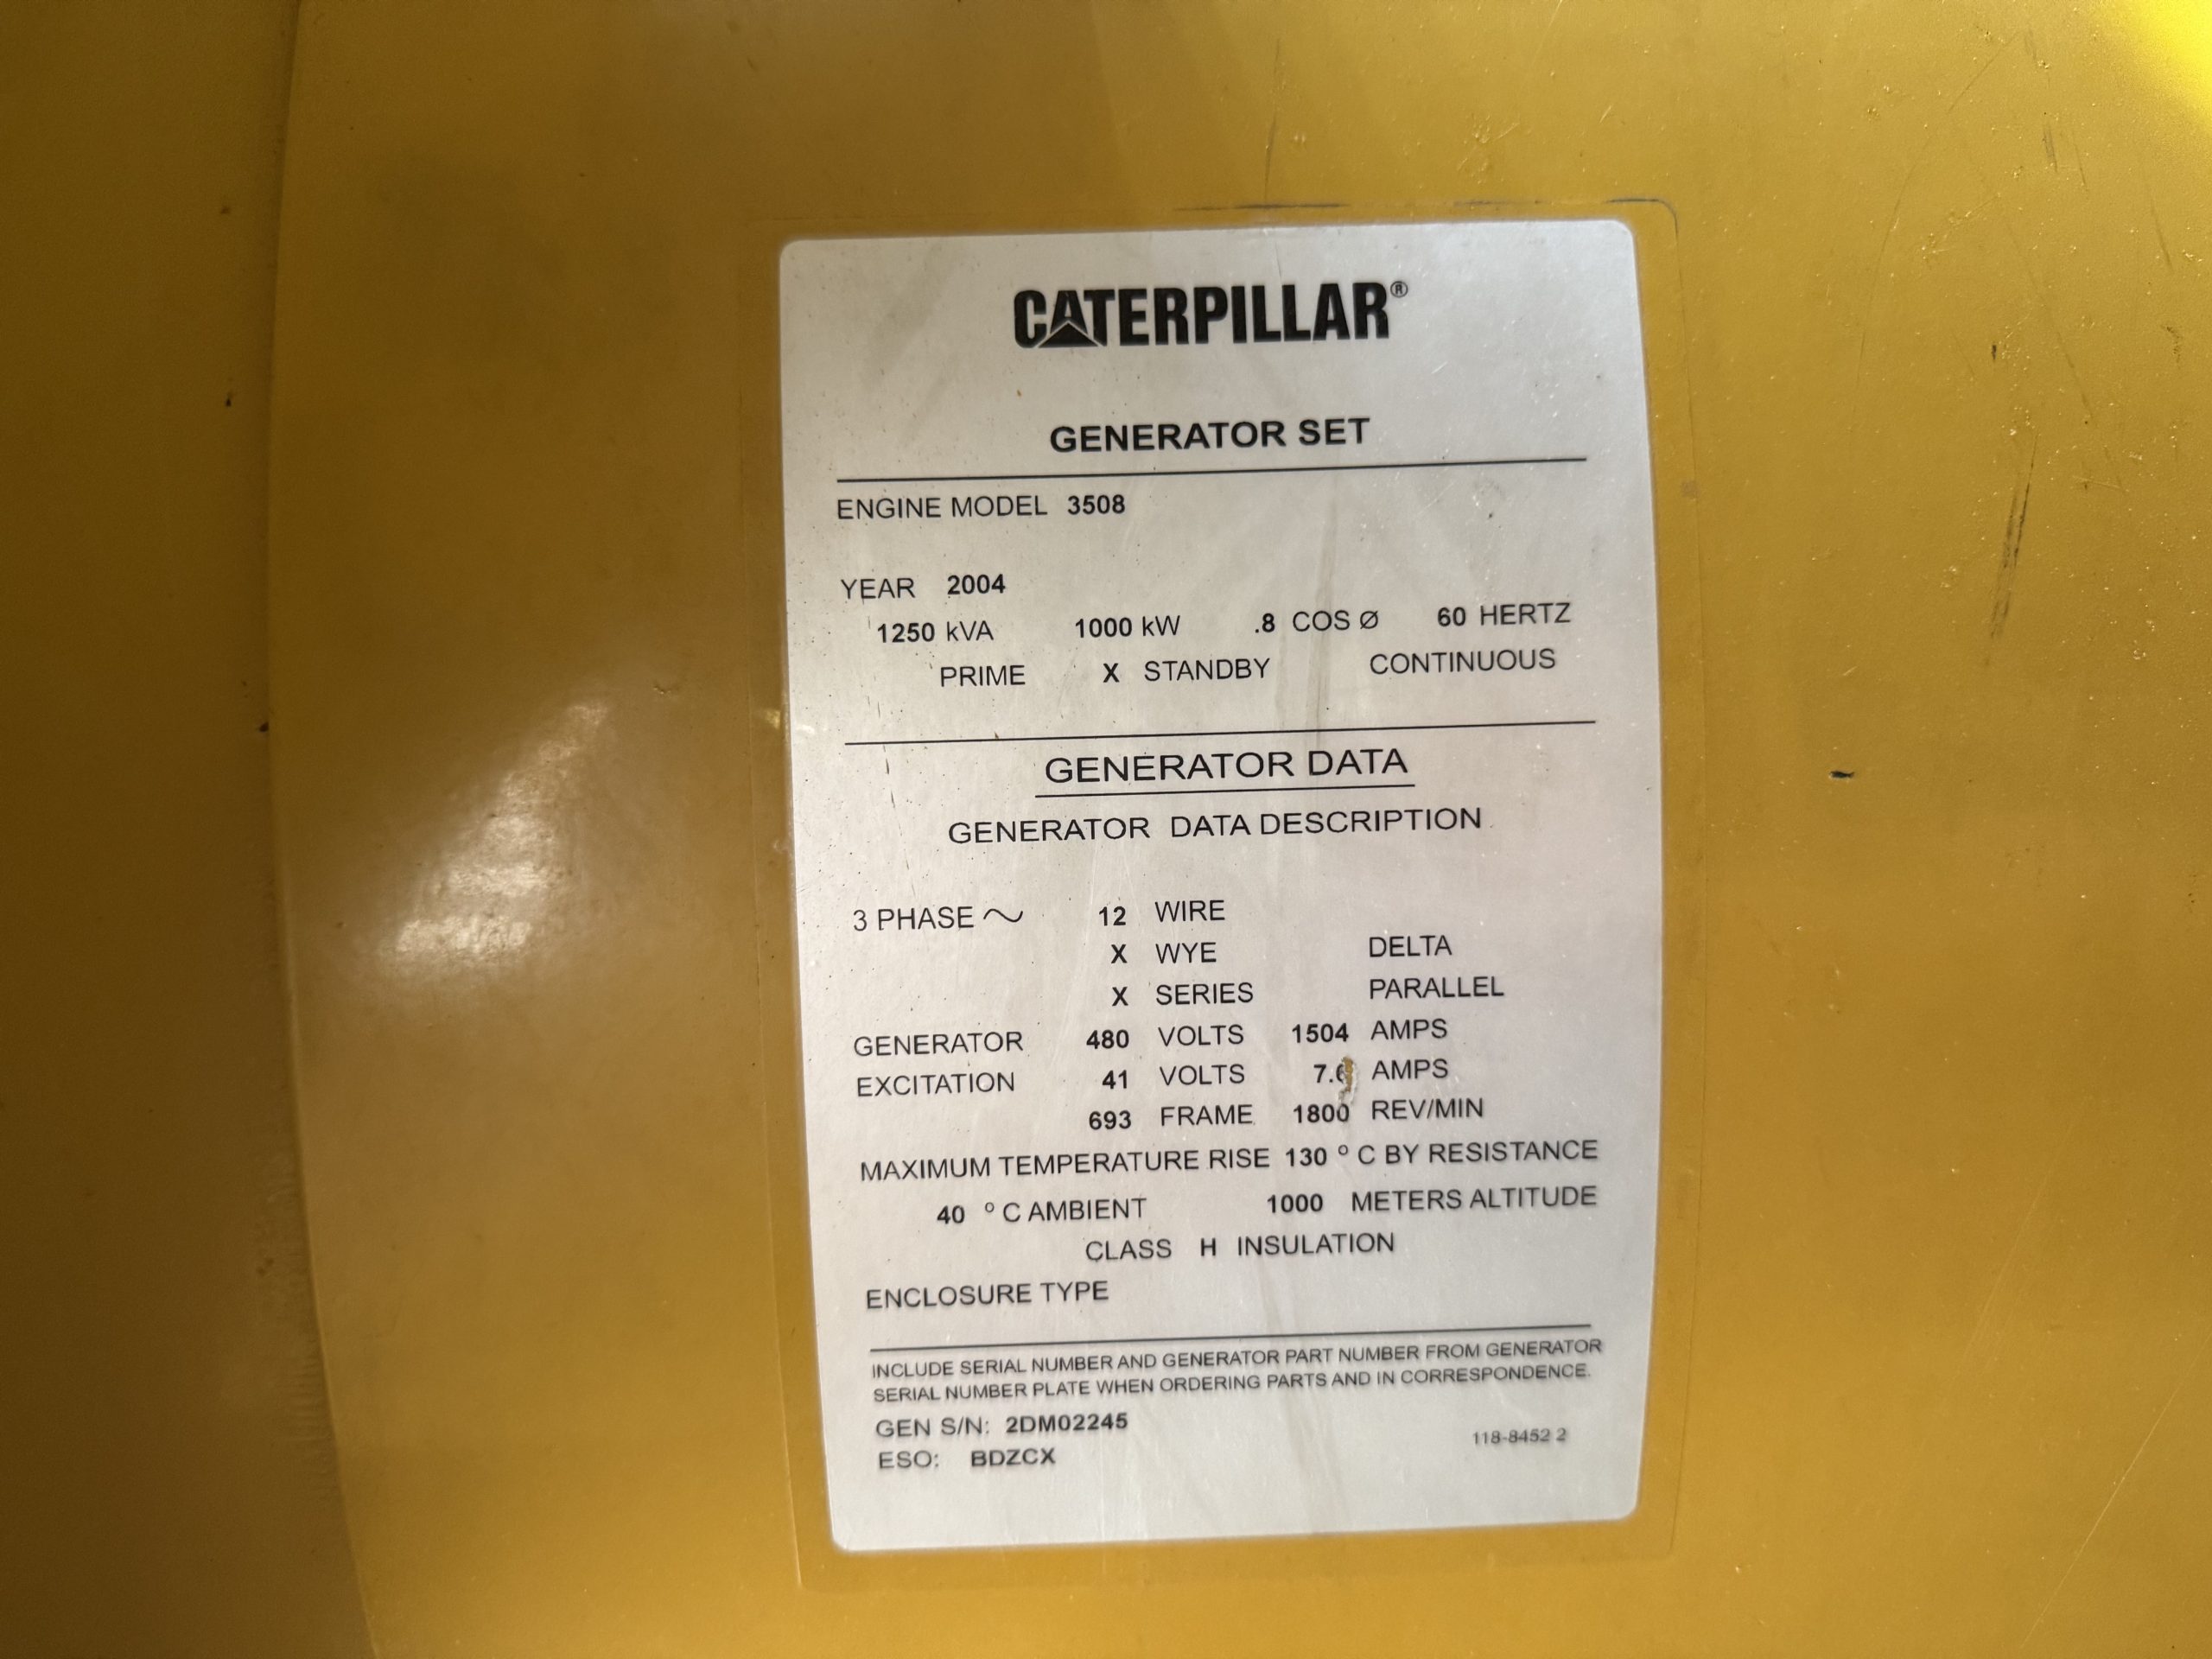 CATERPILLAR®
GENERATOR SET
ENGINE MODEL 3508
YEAR 2004
1250 kVA 1000 kW .8 COS Ø 60 HERTZ
PRIME X STANDBY CONTINUOUS
GENERATOR DATA
GENERATOR DATA DESCRIPTION
3 PHASE ~ 12 WIRE
X WYE DELTA
X SERIES PARALLEL
GENERATOR 480 VOLTS 1504 AMPS
EXCITATION 41 VOLTS AMPS
693 FRAME 1800 REV/MIN
MAXIMUM TEMPERATURE RISE 130 ° C BY RESISTANCE
40 ° C AMBIENT 1000 METERS ALTITUDE
CLASS H INSULATION
ENCLOSURE TYPE
INCLUDE SERIAL NUMBER AND GENERATOR PART NUMBER FROM GENERATOR
SERIAL NUMBER PLATE WHEN ORDERING PARTS AND IN CORRESPONDENCE.
GEN S/N: 2DM02245
ESO: BDZCX
118-8452 2